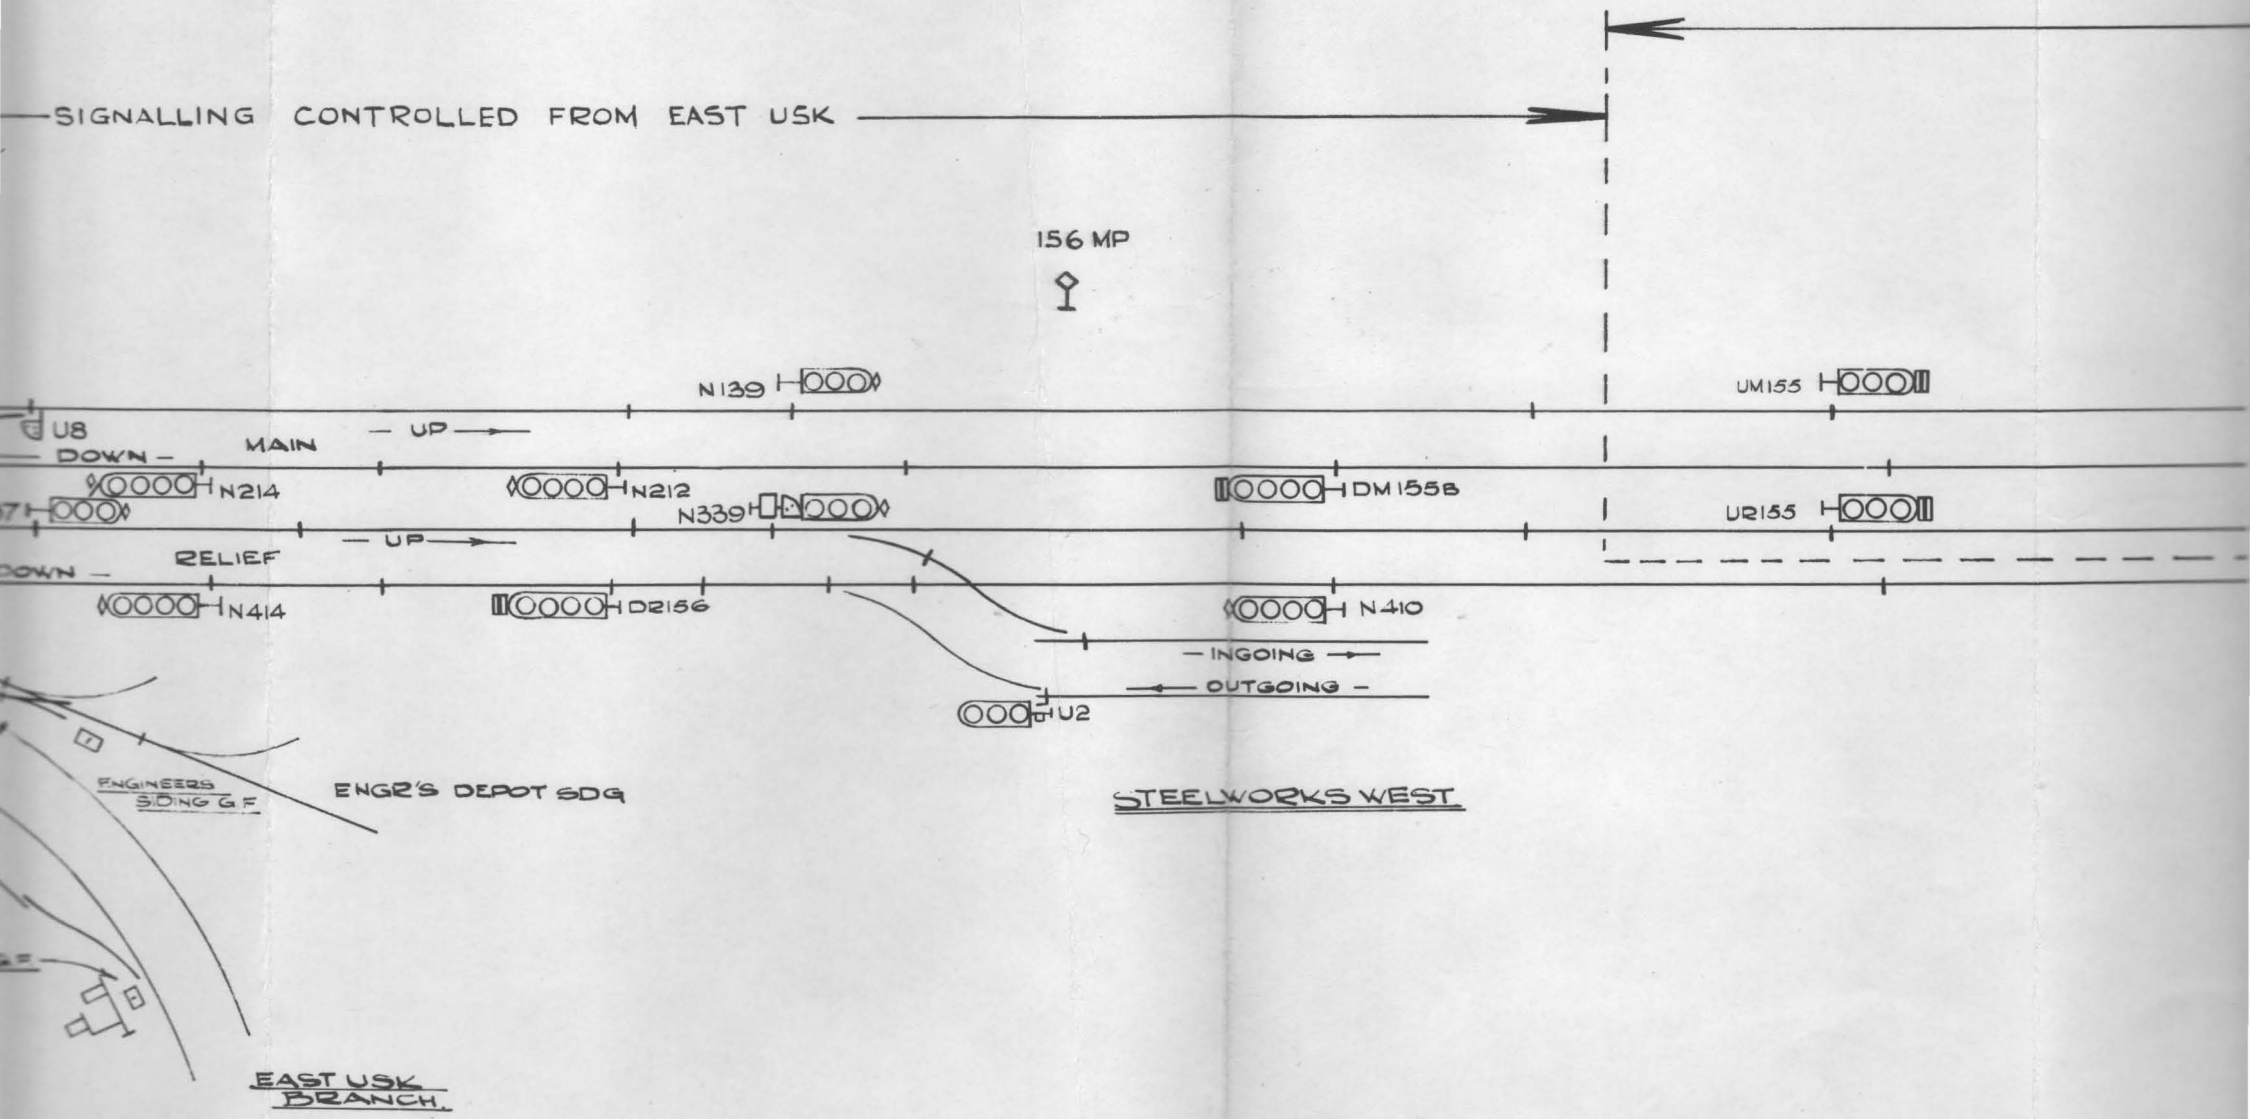 SIGNALLING CONTROLLED FROM EAST USK
156 MP
N139
UM155
U8
MAIN
— UP
DOWN —
N214
N212
N339
DM155B
UR155
RELIEF
— UP
DOWN —
N414
DR156
N410
— INGOING
OUTGOING —
U2
ENGINEERS
SIDING G.F
ENGR'S DEPOT SDG
STEELWORKS WEST
EAST USK
BRANCH.